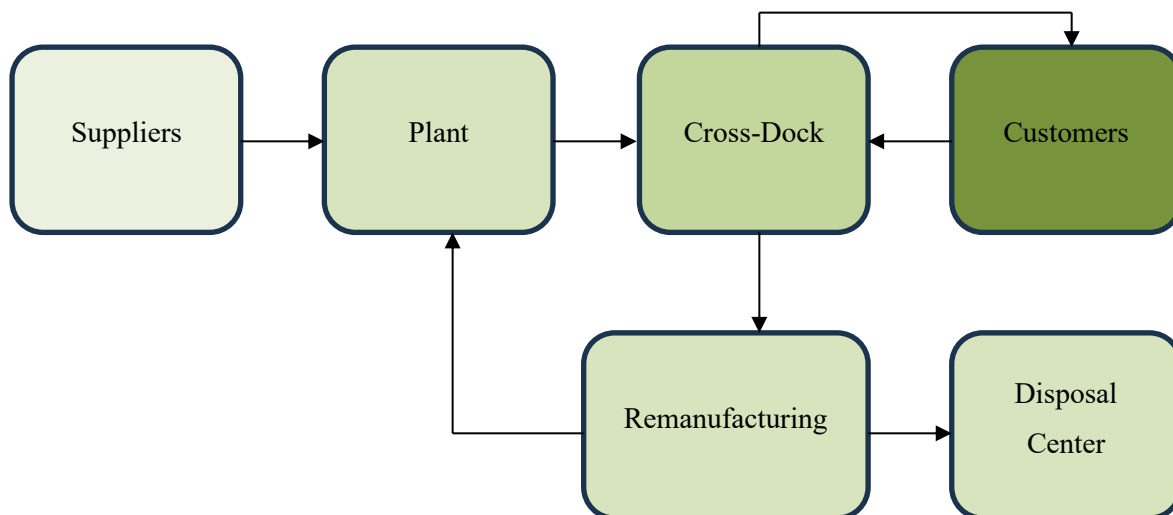 Suppliers
Plant
Cross-Dock
Customers
Remanufacturing
Disposal
Center